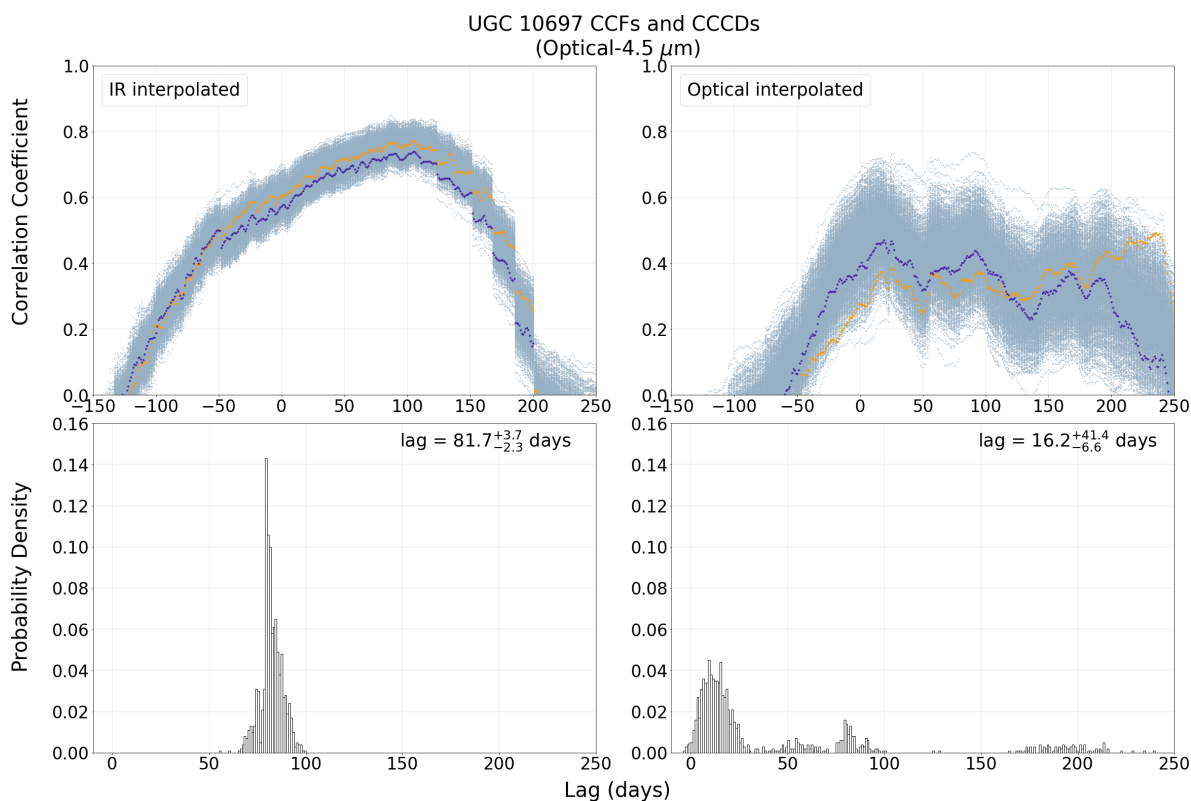 UGC 10697 CCFs and CCCDs
(Optical-4.5 μm)
IR interpolated
Optical interpolated
Correlation Coefficient
1.0
0.8
0.6
0.4
0.2
0.0
−150 −100 −50 0 50 100 150 200 250
1.0
0.8
0.6
0.4
0.2
0.0
−150 −100 −50 0 50 100 150 200 250
lag = 81.7+3.7−2.3 days
lag = 16.2+41.4−6.6 days
Probability Density
0.16
0.14
0.12
0.10
0.08
0.06
0.04
0.02
0.00
0 50 100 150 200 250
0.16
0.14
0.12
0.10
0.08
0.06
0.04
0.02
0.00
0 50 100 150 200 250
Lag (days)